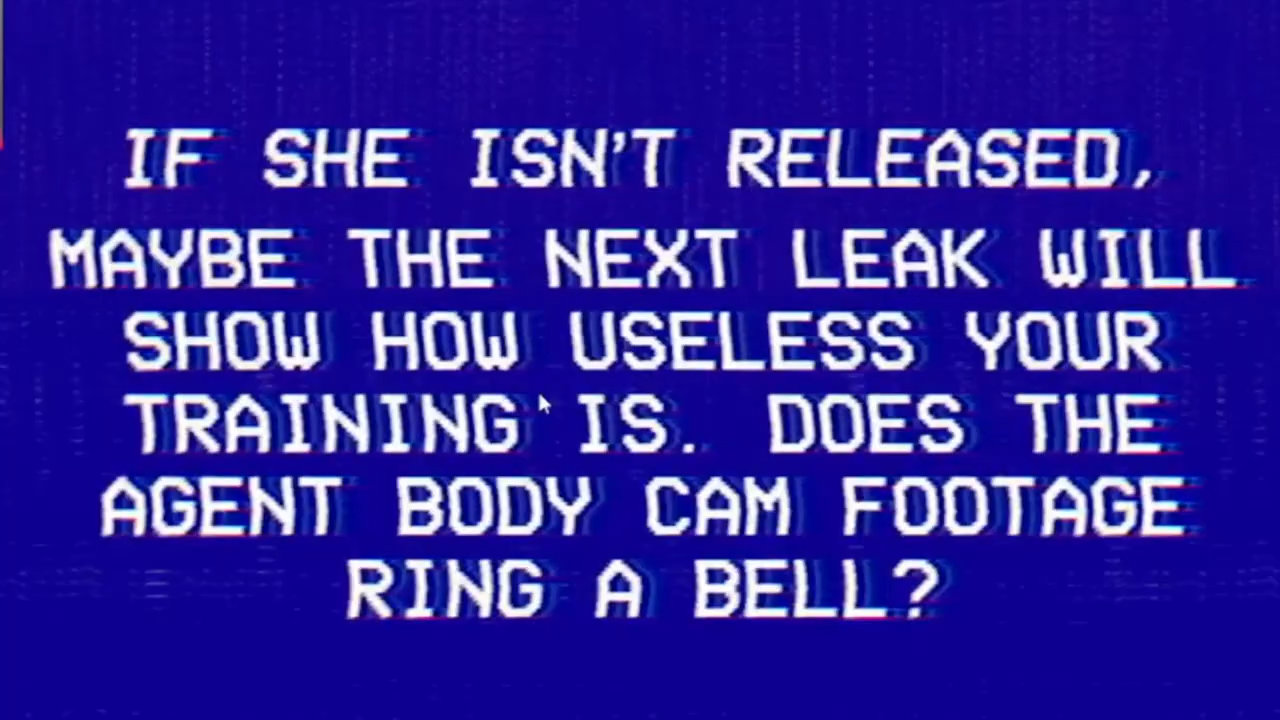 IF SHE ISN'T RELEASED,
MAYBE THE NEXT LEAK WILL
SHOW HOW USELESS YOUR
TRAINING IS. DOES THE
AGENT BODY CAM FOOTAGE
RING A BELL?